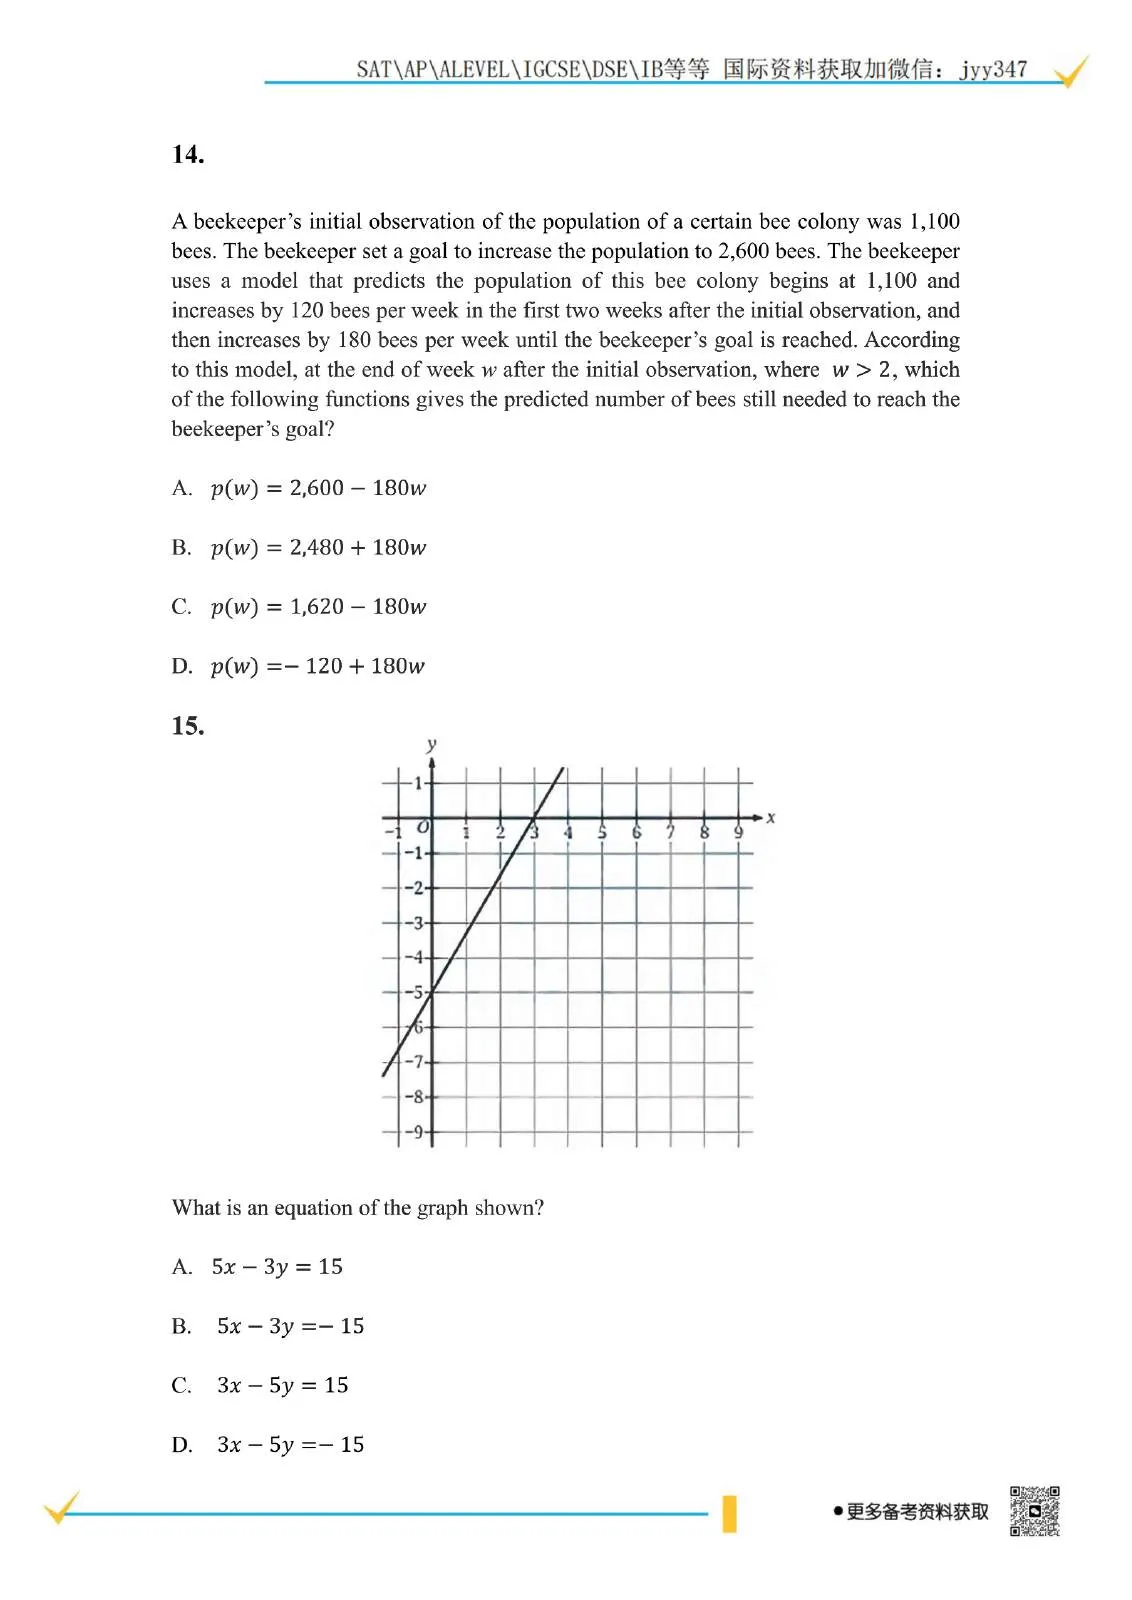 SAT\AP\ALEVEL\IGCSE\DSE\IB等等 国际资料获取加微信：jyy347
14.
A beekeeper’s initial observation of the population of a certain bee colony was 1,100
bees. The beekeeper set a goal to increase the population to 2,600 bees. The beekeeper
uses a model that predicts the population of this bee colony begins at 1,100 and
increases by 120 bees per week in the first two weeks after the initial observation, and
then increases by 180 bees per week until the beekeeper’s goal is reached. According
to this model, at the end of week w after the initial observation, where w > 2, which
of the following functions gives the predicted number of bees still needed to reach the
beekeeper’s goal?
A. p(w) = 2,600 − 180w
B. p(w) = 2,480 + 180w
C. p(w) = 1,620 − 180w
D. p(w) =− 120 + 180w
15.
y
1
x
−1 O 1 2 3 4 5 6 7 8 9
−1
−2
−3
−4
−5
−6
−7
−8
−9
What is an equation of the graph shown?
A. 5x − 3y = 15
B. 5x − 3y =− 15
C. 3x − 5y = 15
D. 3x − 5y =− 15
●更多备考资料获取